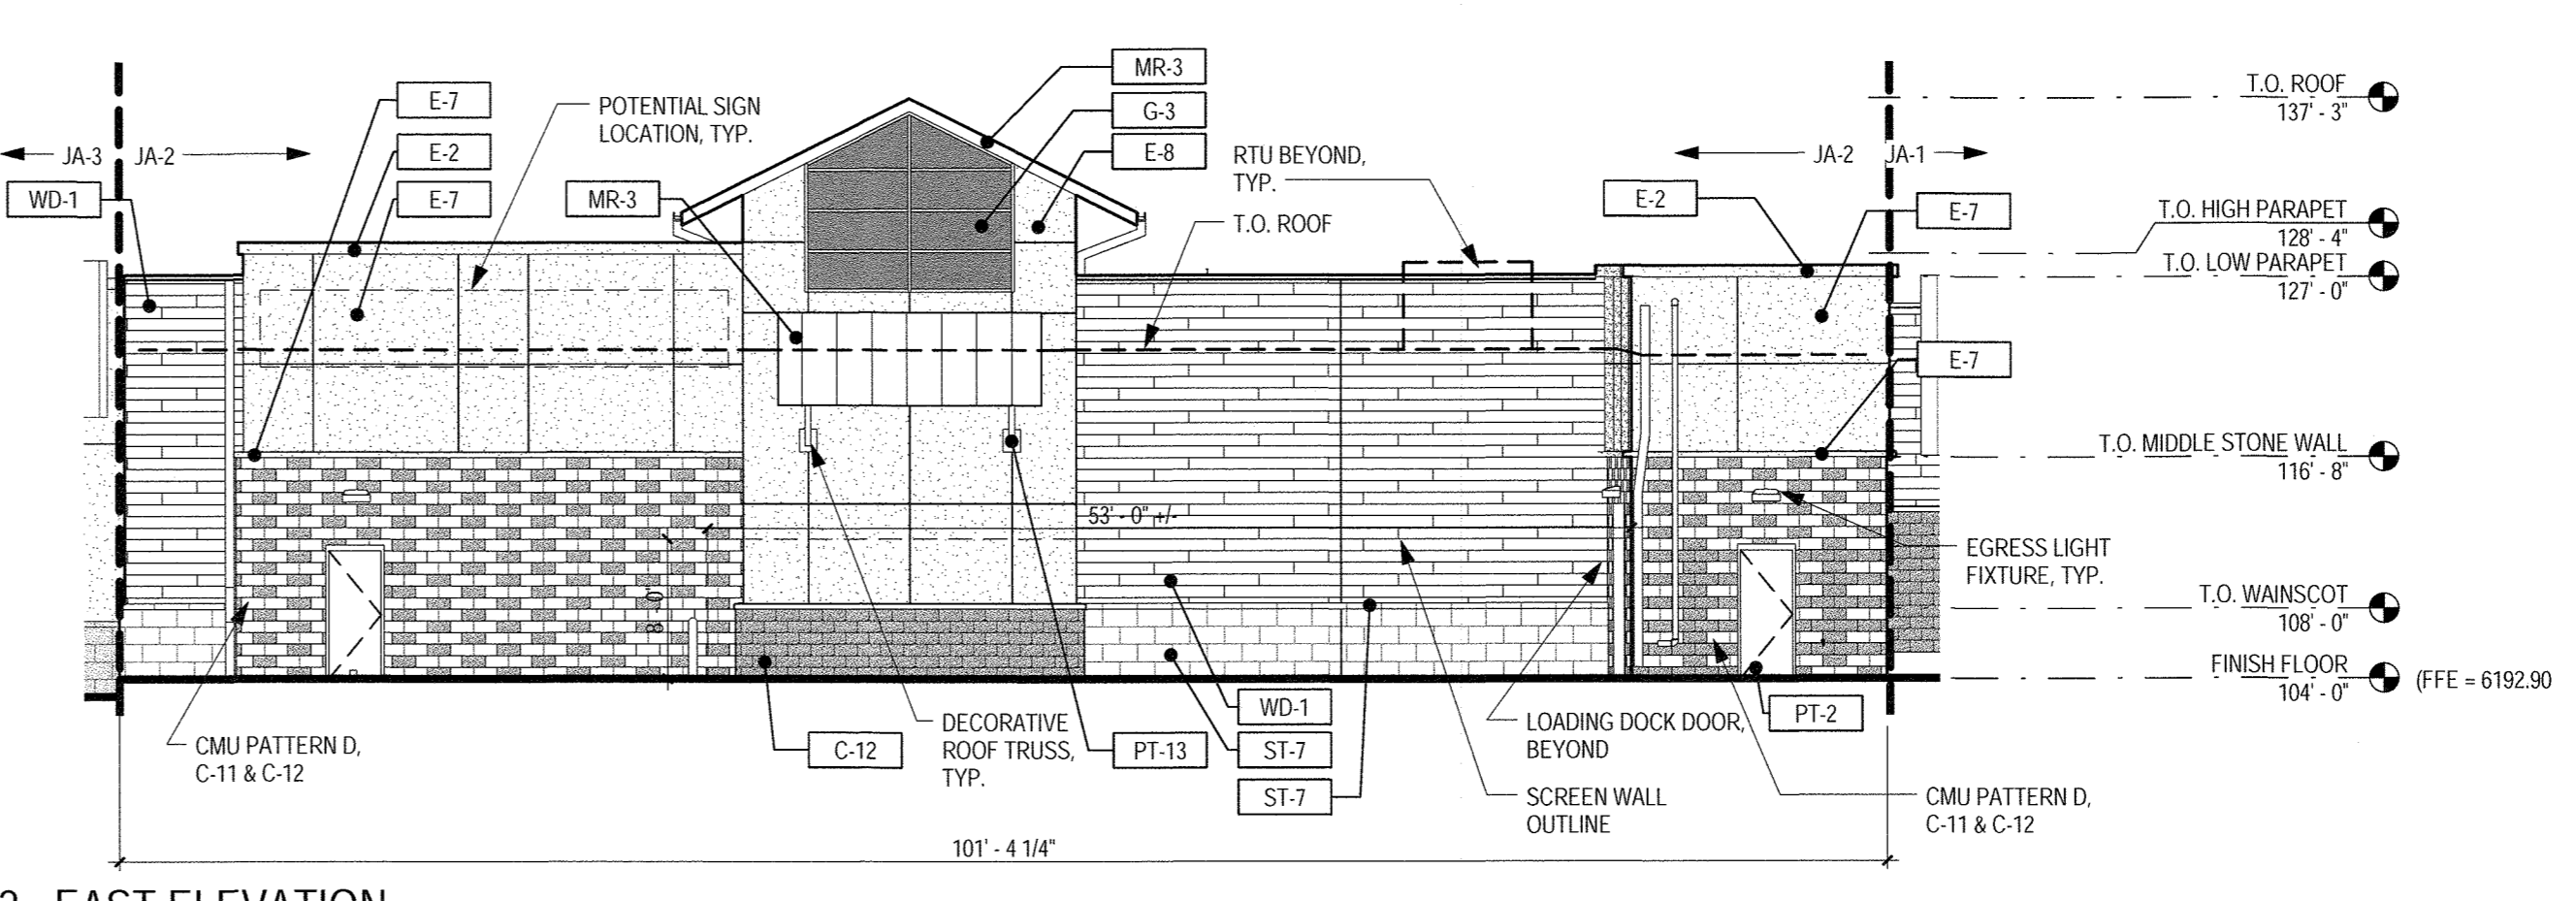 MR-3
E-7
POTENTIAL SIGN
LOCATION, TYP.
G-3
T.O. ROOF
137' - 3"
JA-3
JA-2
E-2
E-8
RTU BEYOND,
TYP.
JA-2
JA-1
WD-1
E-7
MR-3
T.O. ROOF
E-2
E-7
T.O. HIGH PARAPET
128' - 4"
T.O. LOW PARAPET
127' - 0"
E-7
T.O. MIDDLE STONE WALL
116' - 8"
53' - 0" +/-
EGRESS LIGHT
FIXTURE, TYP.
8' - 0"
T.O. WAINSCOT
108' - 0"
FINISH FLOOR
104' - 0"
(FFE = 6192.90
WD-1
PT-2
CMU PATTERN D,
C-11 & C-12
C-12
DECORATIVE
ROOF TRUSS,
TYP.
PT-13
ST-7
LOADING DOCK DOOR,
BEYOND
ST-7
SCREEN WALL
OUTLINE
CMU PATTERN D,
C-11 & C-12
101' - 4 1/4"
EAST ELEVATION